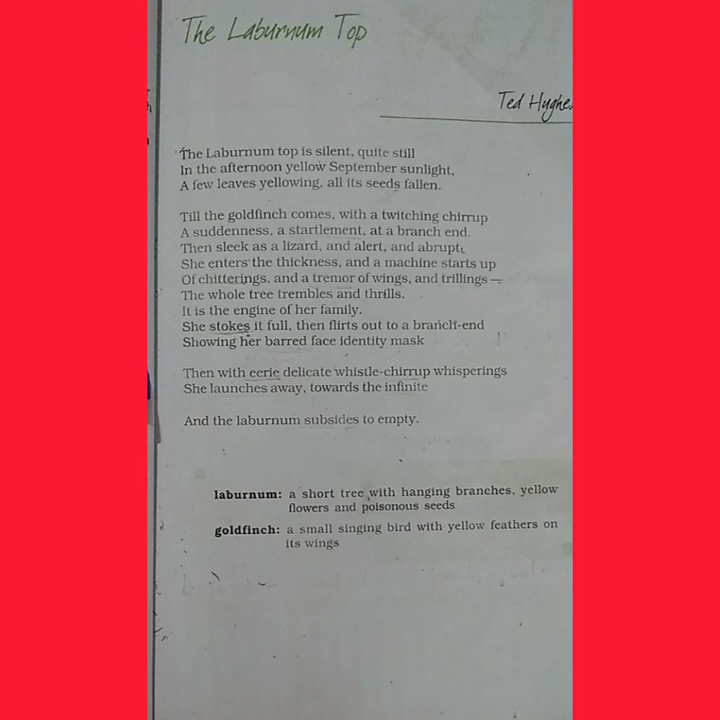 The Laburnum Top
Ted Hughe
The Laburnum top is silent, quite still
In the afternoon yellow September sunlight,
A few leaves yellowing, all its seeds fallen.
Till the goldfinch comes, with a twitching chirrup
A suddenness, a startlement, at a branch end.
Then sleek as a lizard, and alert, and abrupt,
She enters the thickness, and a machine starts up
Of chitterings, and a tremor of wings, and trillings —
The whole tree trembles and thrills.
It is the engine of her family.
She stokes it full, then flirts out to a branch-end
Showing her barred face identity mask
Then with eerie delicate whistle-chirrup whisperings
She launches away, towards the infinite
And the laburnum subsides to empty.
laburnum: a short tree with hanging branches, yellow
flowers and poisonous seeds
goldfinch: a small singing bird with yellow feathers on
its wings